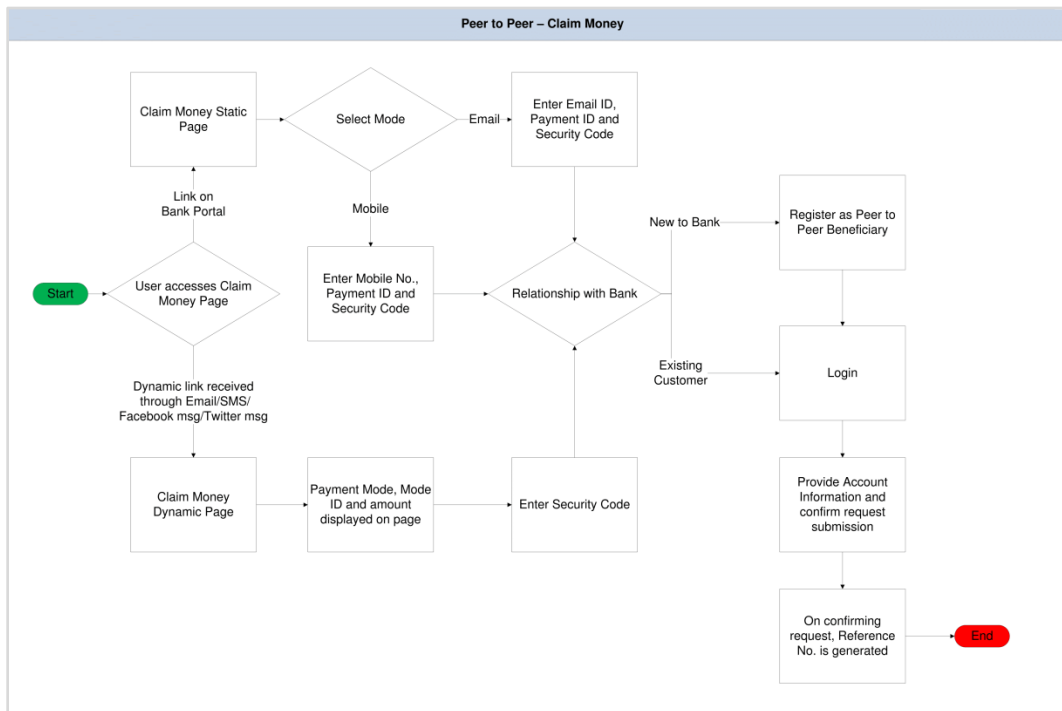 Peer to Peer – Claim Money
Claim Money Static
Page
Select Mode
Email
Enter Email ID,
Payment ID and
Security Code
Link on
Bank Portal
Mobile
New to Bank
Register as Peer to
Peer Beneficiary
Start
User accesses Claim
Money Page
Enter Mobile No.,
Payment ID and
Security Code
Relationship with Bank
Existing
Customer
Login
Dynamic link received
through Email/SMS/
Facebook msg/Twitter msg
Claim Money
Dynamic Page
Payment Mode, Mode
ID and amount
displayed on page
Enter Security Code
Provide Account
Information and
confirm request
submission
On confirming
request, Reference
No. is generated
End